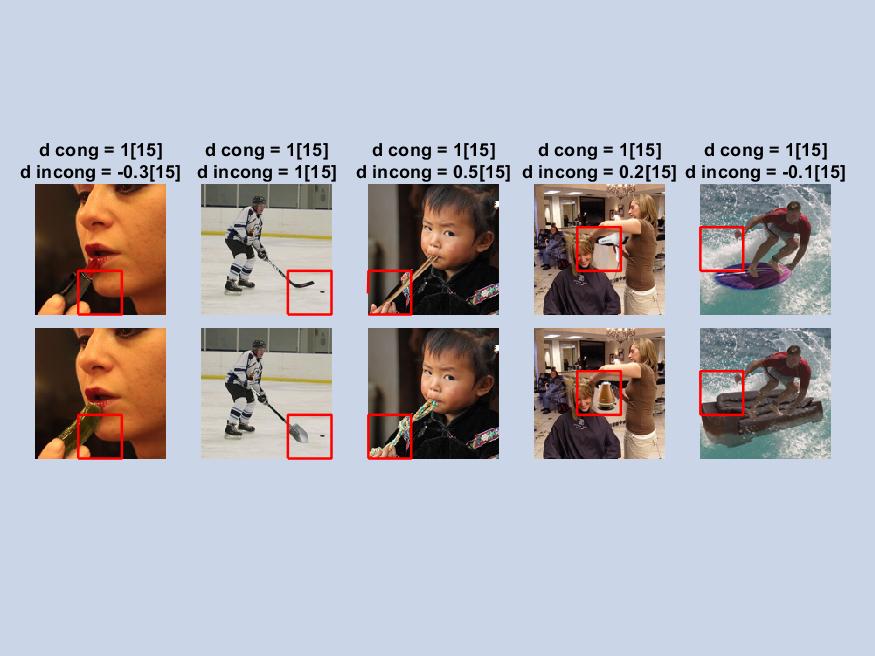 d cong = 1[15]
d incong = -0.3[15]
d cong = 1[15]
d incong = 1[15]
d cong = 1[15]
d incong = 0.5[15]
d cong = 1[15]
d incong = 0.2[15]
d cong = 1[15]
d incong = -0.1[15]